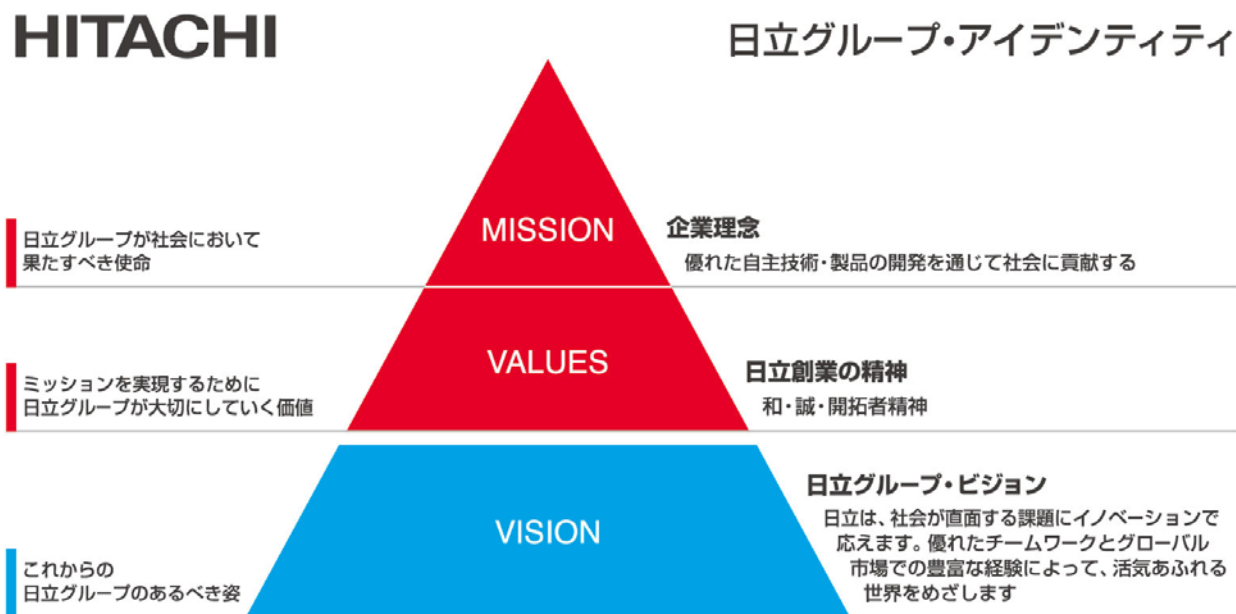 HITACHI
日立グループ・アイデンティティ
日立グループが社会において
果たすべき使命
MISSION
企業理念
優れた自主技術・製品の開発を通じて社会に貢献する
ミッションを実現するために
日立グループが大切にしていく価値
VALUES
日立創業の精神
和・誠・開拓者精神
これからの
日立グループのあるべき姿
VISION
日立グループ・ビジョン
日立は、社会が直面する課題にイノベーションで
応えます。優れたチームワークとグローバル
市場での豊富な経験によって、活気あふれる
世界をめざします